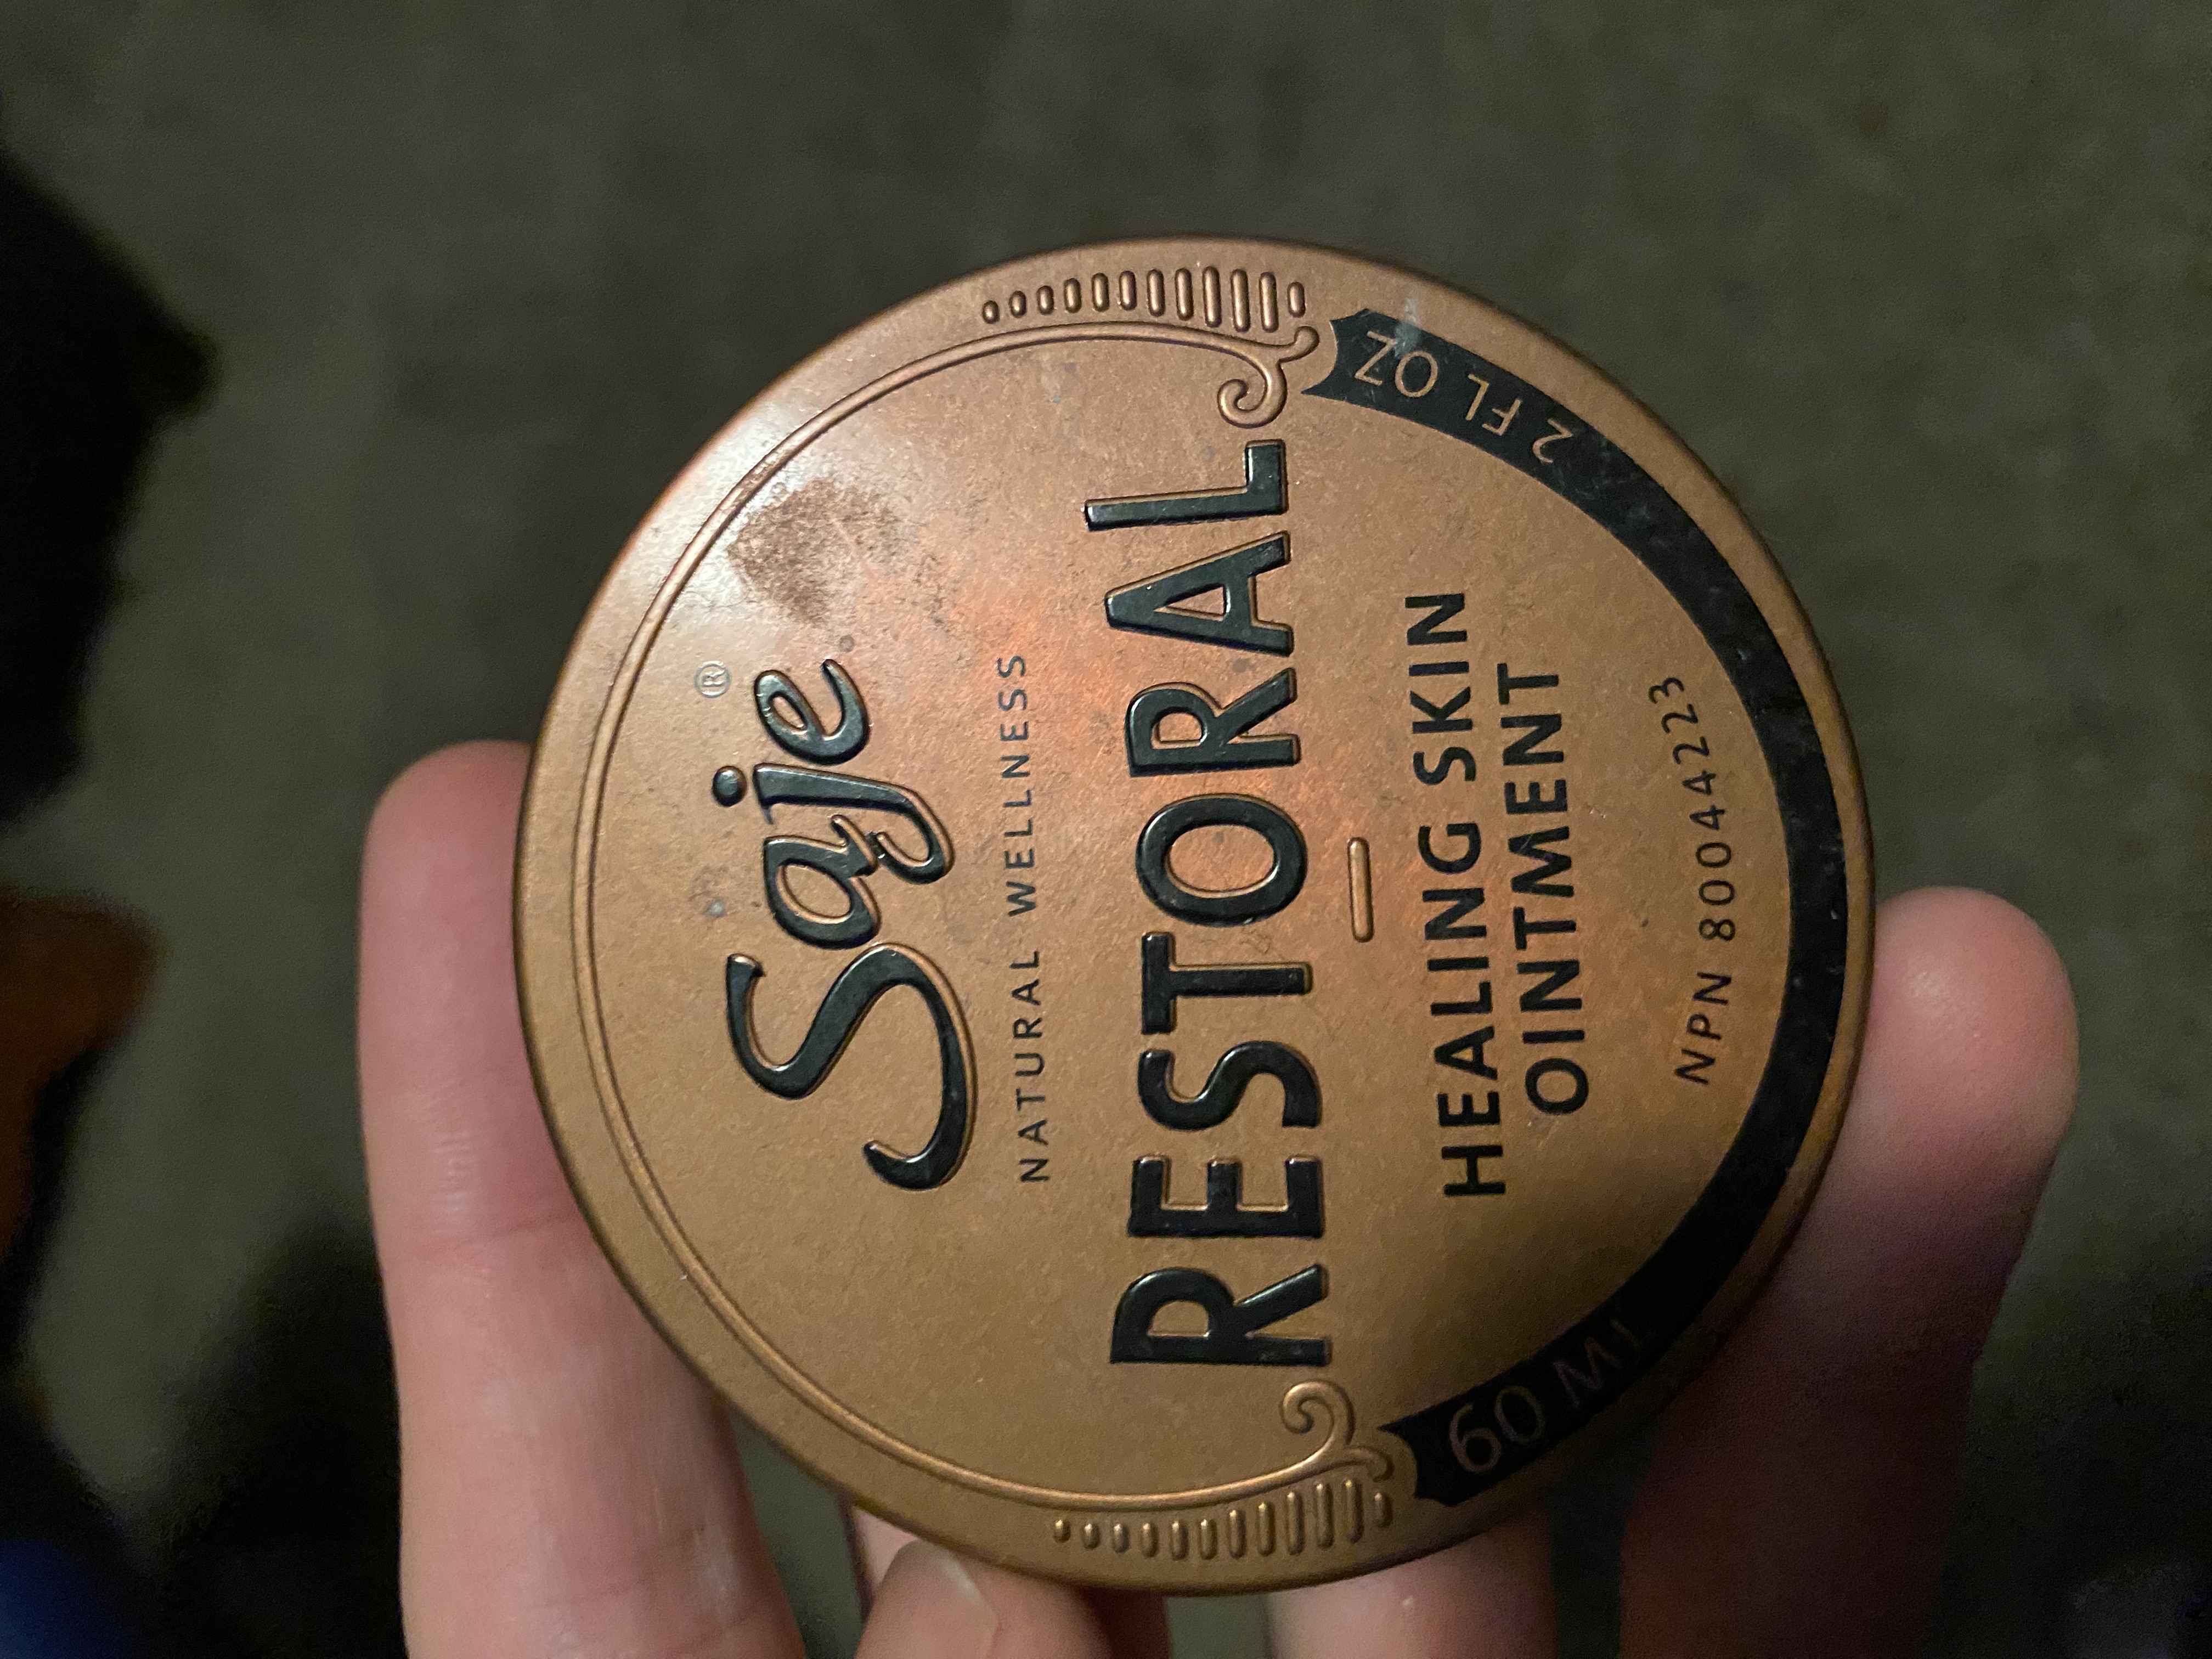 Saje®
NATURAL WELLNESS
RESTORAL
HEALING SKIN
OINTMENT
NPN 80044223
60 ML
2 FL OZ